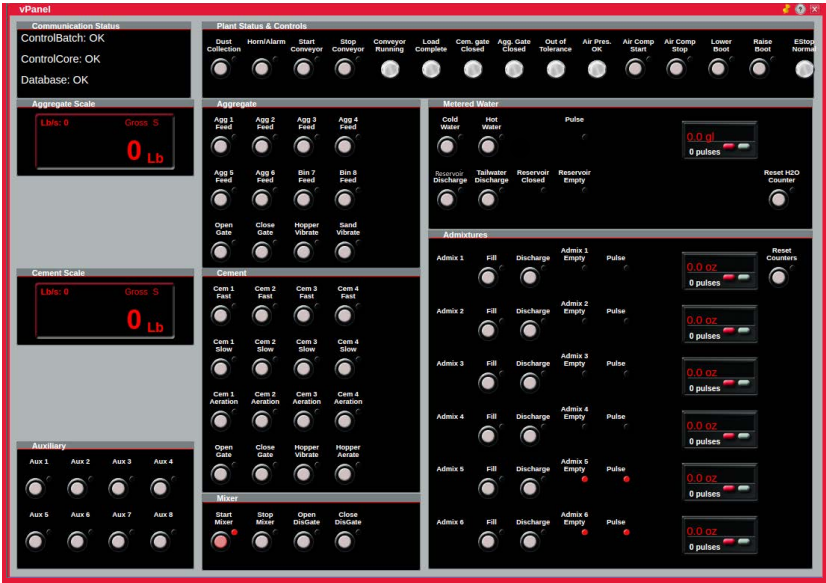 vPanel
Communication Status
ControlBatch: OK
ControlCore: OK
Database: OK
Plant Status & Controls
Dust Collection
Horn/Alarm
Start Conveyor
Stop Conveyor
Conveyor Running
Load Complete
Cem. gate Closed
Agg. Gate Closed
Out of Tolerance
Air Pres. OK
Air Comp Start
Air Comp Stop
Lower Boot
Raise Boot
EStop Normal
Aggregate Scale
Lb/s: 0 Gross S
0 Lb
Aggregate
Agg 1 Feed
Agg 2 Feed
Agg 3 Feed
Agg 4 Feed
Agg 5 Feed
Agg 6 Feed
Bin 7 Feed
Bin 8 Feed
Open Gate
Close Gate
Hopper Vibrate
Sand Vibrate
Metered Water
Cold Water
Hot Water
Pulse
0.0 gl
0 pulses
Reservoir Discharge
Tailwater Discharge
Reservoir Closed
Reservoir Empty
Reset H2O Counter
Cement Scale
Lb/s: 0 Gross S
0 Lb
Cement
Cem 1 Fast
Cem 2 Fast
Cem 3 Fast
Cem 4 Fast
Cem 1 Slow
Cem 2 Slow
Cem 3 Slow
Cem 4 Slow
Cem 1 Aeration
Cem 2 Aeration
Cem 3 Aeration
Cem 4 Aeration
Open Gate
Close Gate
Hopper Vibrate
Hopper Aerate
Admixtures
Admix 1 Fill Discharge Admix 1 Empty Pulse
0.0 oz
0 pulses
Reset Counters
Admix 2 Fill Discharge Admix 2 Empty Pulse
0.0 oz
0 pulses
Admix 3 Fill Discharge Admix 3 Empty Pulse
0.0 oz
0 pulses
Admix 4 Fill Discharge Admix 4 Empty Pulse
0.0 oz
0 pulses
Admix 5 Fill Discharge Admix 5 Empty Pulse
0.0 oz
0 pulses
Admix 6 Fill Discharge Admix 6 Empty Pulse
0.0 oz
0 pulses
Auxiliary
Aux 1 Aux 2 Aux 3 Aux 4
Aux 5 Aux 6 Aux 7 Aux 8
Mixer
Start Mixer
Stop Mixer
Open DisGate
Close DisGate